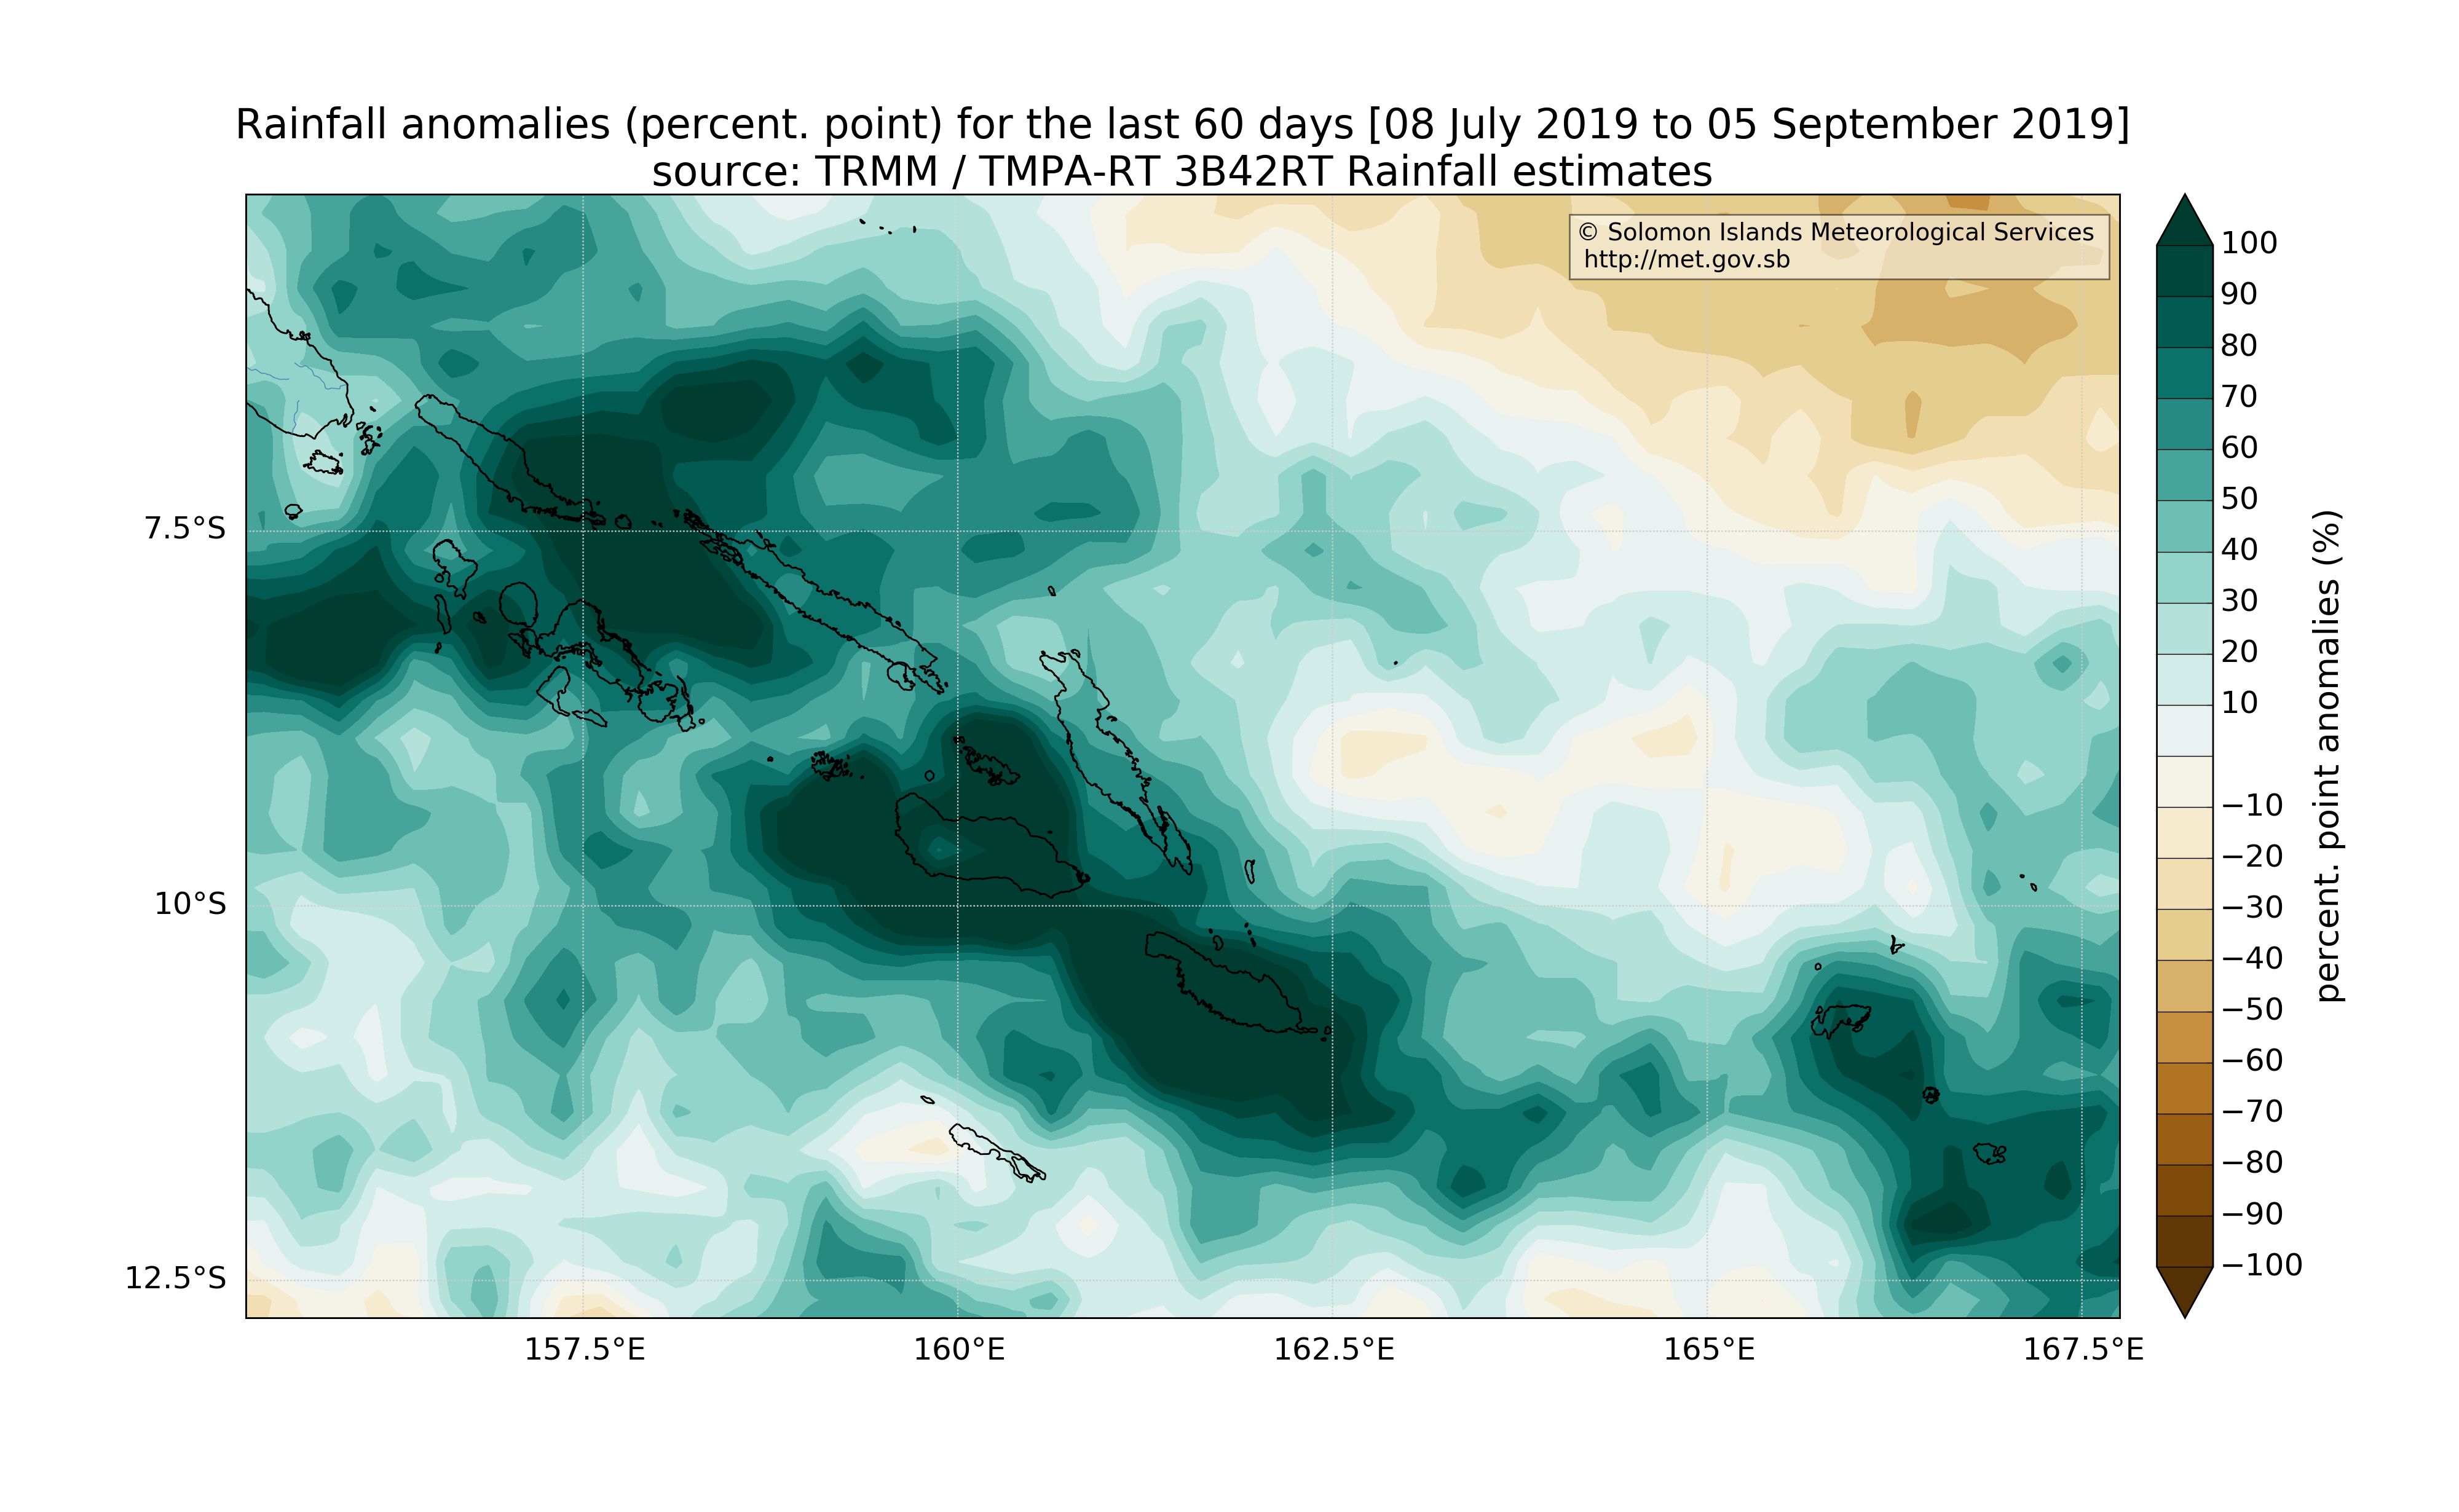 Rainfall anomalies (percent. point) for the last 60 days [08 July 2019 to 05 September 2019]
source: TRMM / TMPA-RT 3B42RT Rainfall estimates
© Solomon Islands Meteorological Services
http://met.gov.sb
7.5°S
10°S
12.5°S
157.5°E
160°E
162.5°E
165°E
167.5°E
100
90
80
70
60
50
40
30
20
10
−10
−20
−30
−40
−50
−60
−70
−80
−90
−100
percent. point anomalies (%)